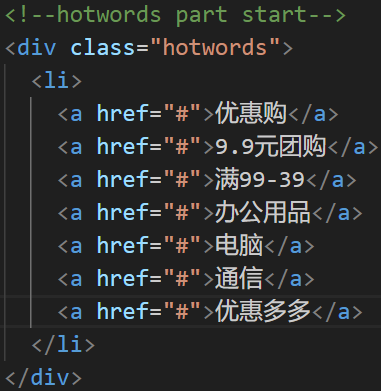 <!--hotwords part start-->
<div class="hotwords">
<li>
<a href="#">优惠购</a>
<a href="#">9.9元团购</a>
<a href="#">满99-39</a>
<a href="#">办公用品</a>
<a href="#">电脑</a>
<a href="#">通信</a>
<a href="#">优惠多多</a>
</li>
</div>